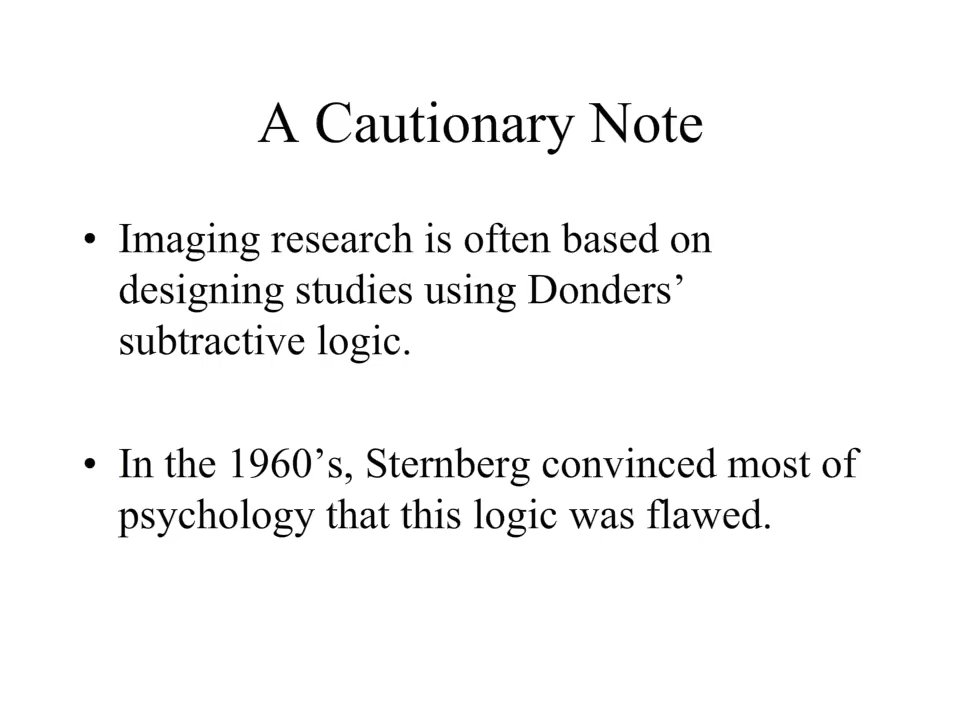 A Cautionary Note
• Imaging research is often based on
designing studies using Donders’
subtractive logic.
• In the 1960’s, Sternberg convinced most of
psychology that this logic was flawed.